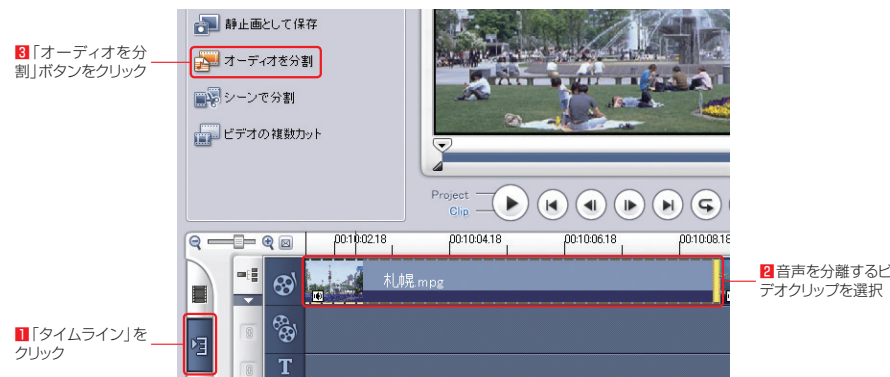 静止画として保存
オーディオを分割
シーンで分割
ビデオの複数カット
3「オーディオを分
割」ボタンをクリック
Project
Clip
00:10:02.18
00:10:04.18
00:10:06.18
00:10:08.18
札幌.mpg
2音声を分離するビ
デオクリップを選択
1「タイムライン」を
クリック
T